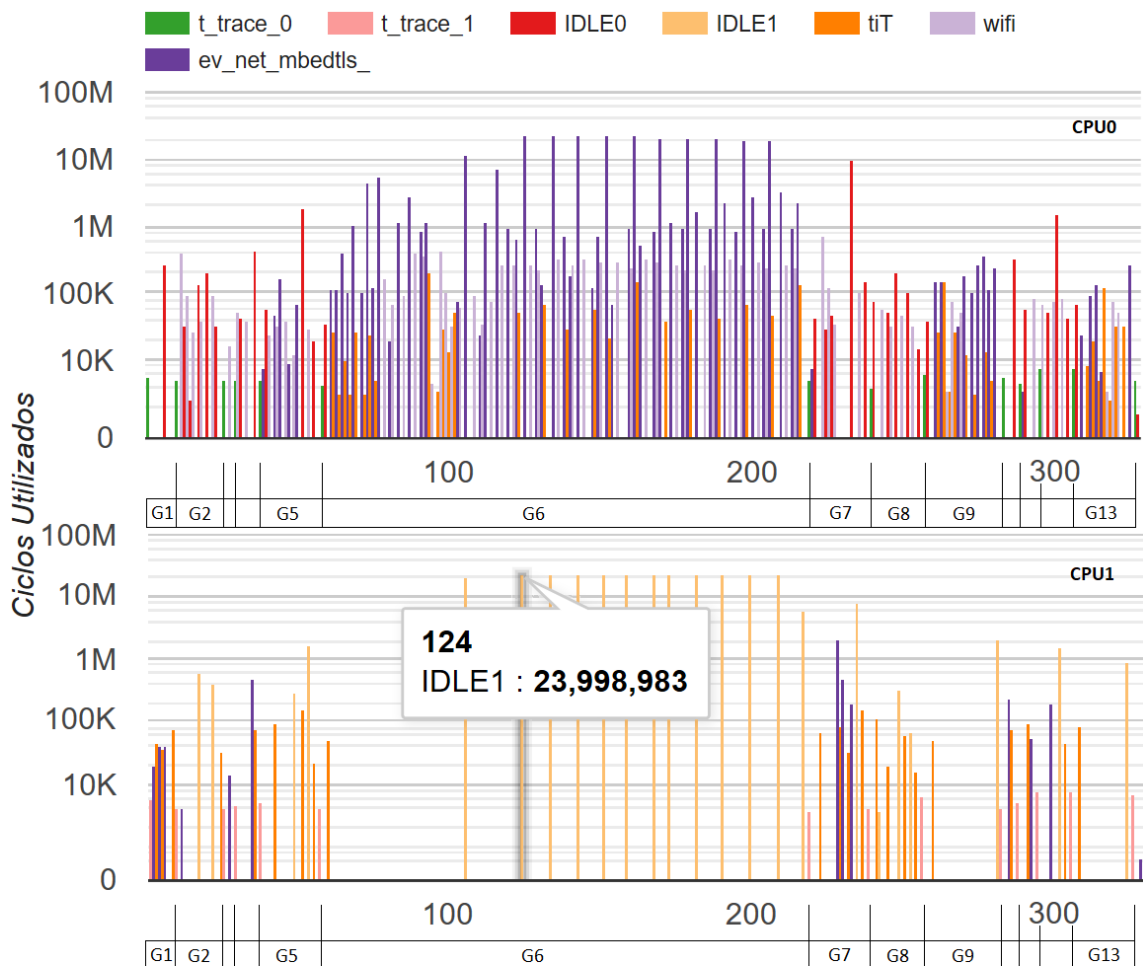 t_trace_0 t_trace_1 IDLE0 IDLE1 tiT wifi
ev_net_mbedtls_
100M
CPU0
10M
1M
100K
10K
0
100 200 300
G1 G2 G5 G6 G7 G8 G9 G13
Ciclos Utilizados
100M
CPU1
10M
124
IDLE1 : 23,998,983
1M
100K
10K
0
100 200 300
G1 G2 G5 G6 G7 G8 G9 G13